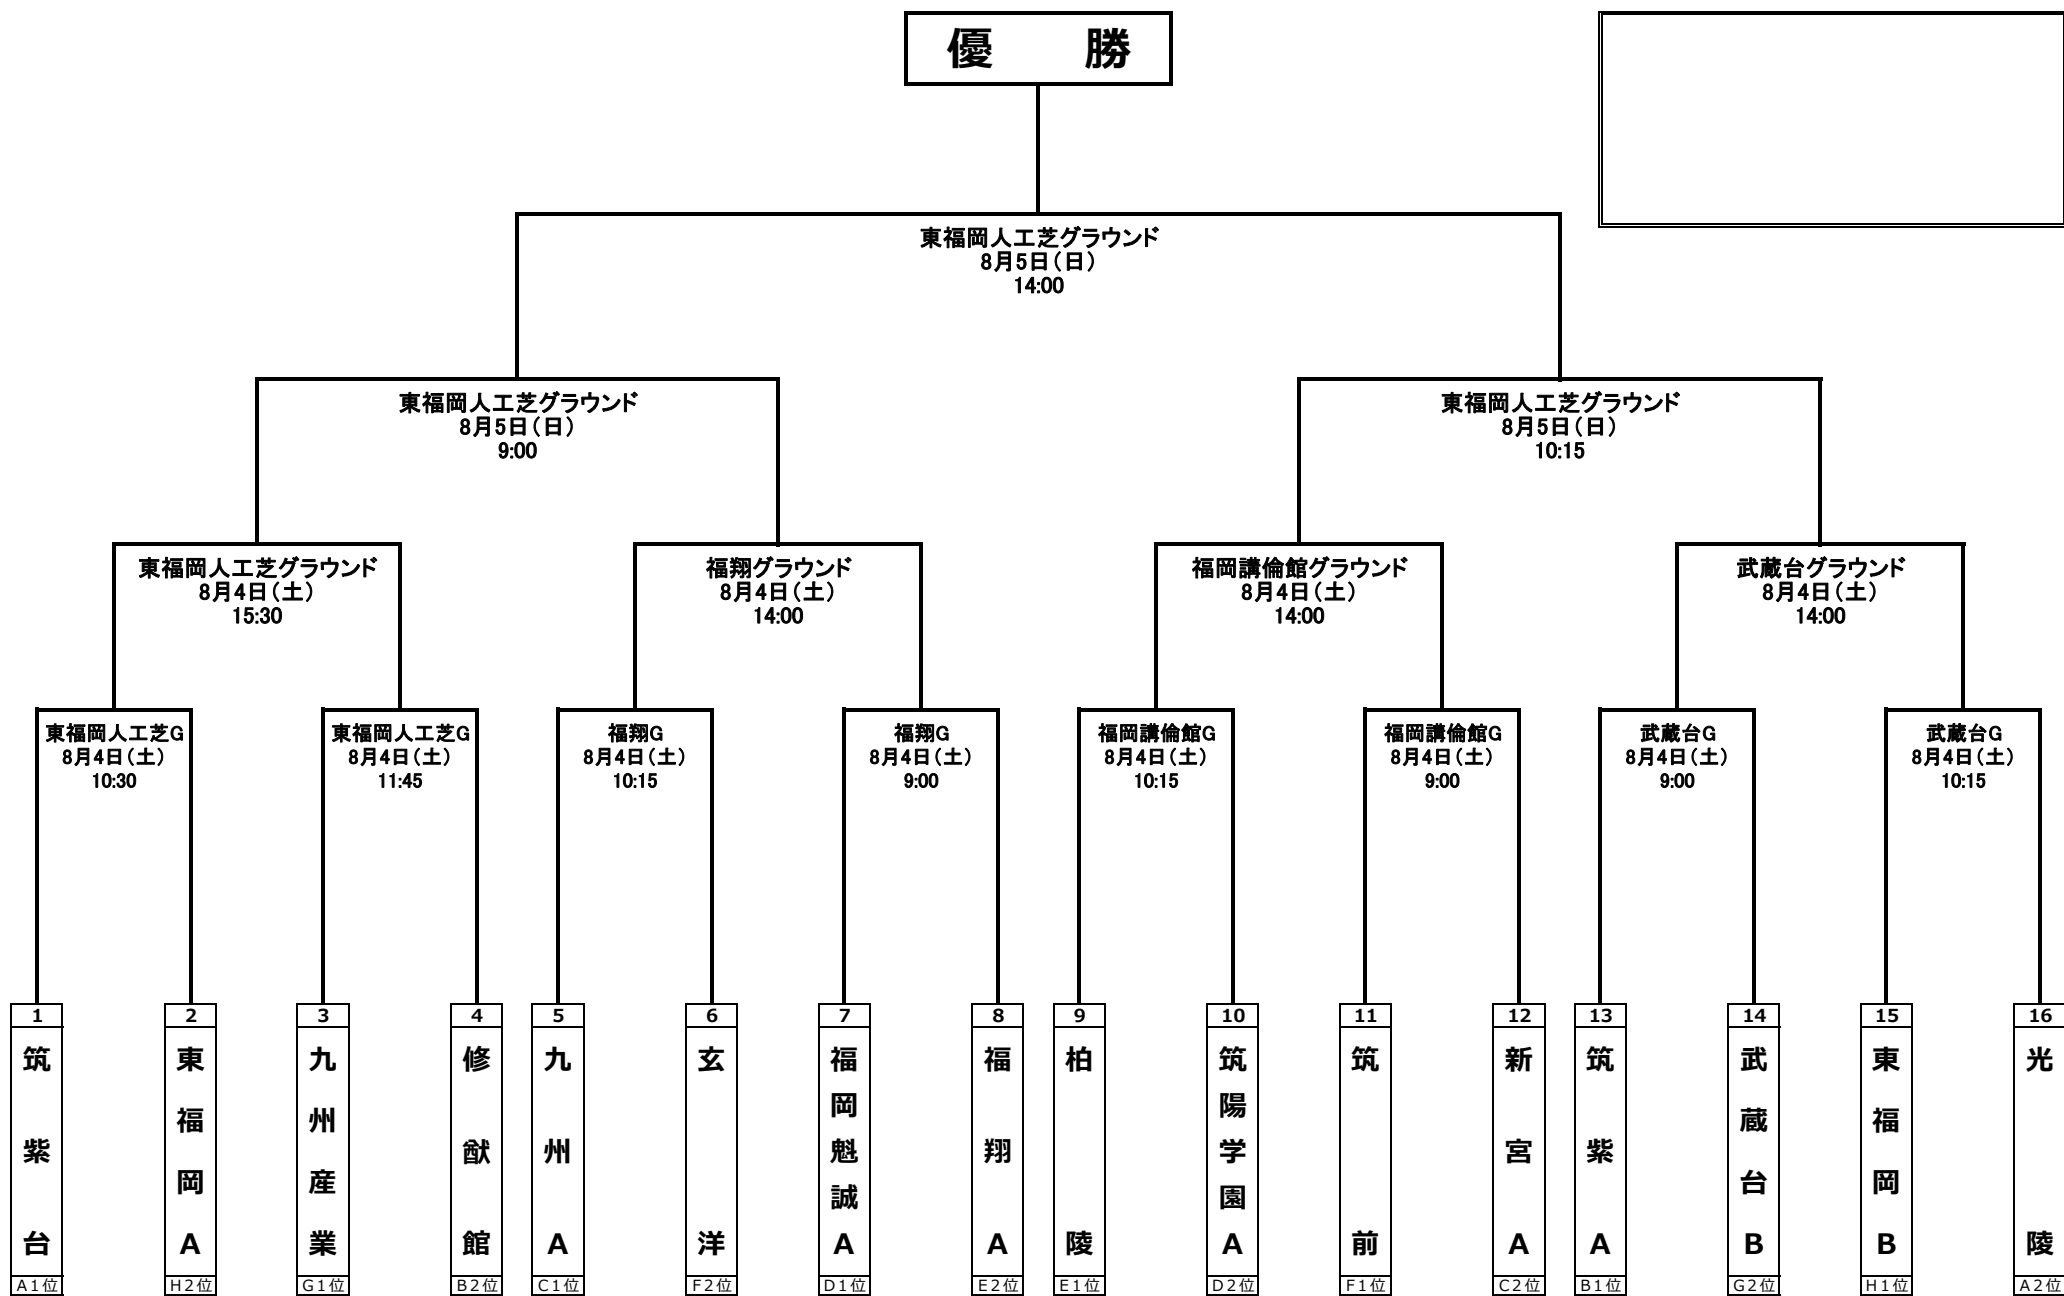 優　勝
東福岡人工芝グラウンド
8月5日（日）
14:00
東福岡人工芝グラウンド
8月5日（日）
9:00
東福岡人工芝グラウンド
8月5日（日）
10:15
東福岡人工芝グラウンド
8月4日（土）
15:30
福翔グラウンド
8月4日（土）
14:00
福岡講倫館グラウンド
8月4日（土）
14:00
武蔵台グラウンド
8月4日（土）
14:00
東福岡人工芝G
8月4日（土）
10:30
東福岡人工芝G
8月4日（土）
11:45
福翔G
8月4日（土）
10:15
福翔G
8月4日（土）
9:00
福岡講倫館G
8月4日（土）
10:15
福岡講倫館G
8月4日（土）
9:00
武蔵台G
8月4日（土）
9:00
武蔵台G
8月4日（土）
10:15
1
筑紫台
A1位
2
東福岡A
H2位
3
九州産業
G1位
4
修猷館
B2位
5
九州A
C1位
6
玄洋
F2位
7
福岡魁誠A
D1位
8
福翔A
E2位
9
柏陵
E1位
10
筑陽学園A
D2位
11
筑前
F1位
12
新宮A
C2位
13
筑紫A
B1位
14
武蔵台B
G2位
15
東福岡B
H1位
16
光陵
A2位